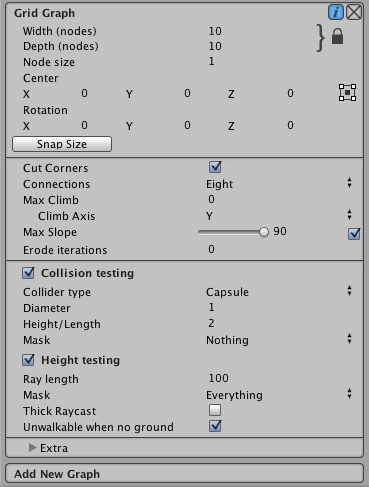 Grid Graph
Width (nodes) 10
Depth (nodes) 10
Node size 1
Center
X 0 Y 0 Z 0
Rotation
X 0 Y 0 Z 0
Snap Size
Cut Corners
Connections Eight
Max Climb 0
Climb Axis Y
Max Slope 90
Erode iterations 0
Collision testing
Collider type Capsule
Diameter 1
Height/Length 2
Mask Nothing
Height testing
Ray length 100
Mask Everything
Thick Raycast
Unwalkable when no ground
Extra
Add New Graph